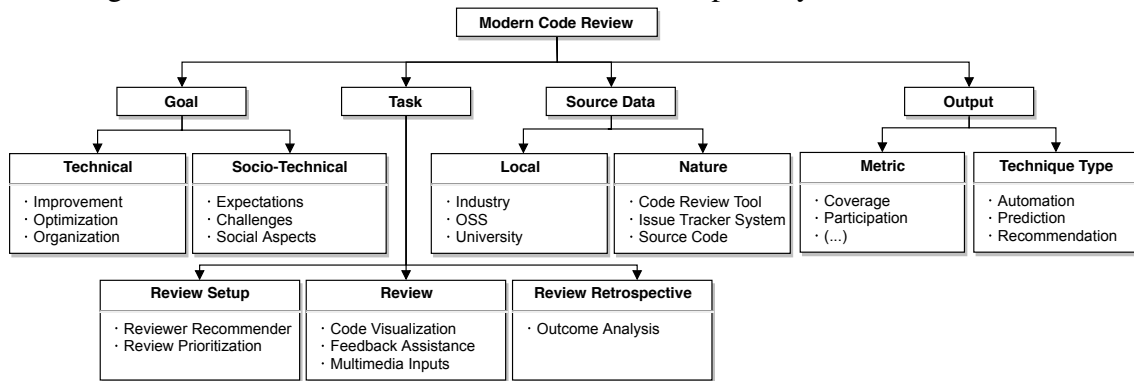 Modern Code Review
Goal
Task
Source Data
Output
Technical
· Improvement
· Optimization
· Organization
Socio-Technical
· Expectations
· Challenges
· Social Aspects
Local
· Industry
· OSS
· University
Nature
· Code Review Tool
· Issue Tracker System
· Source Code
Metric
· Coverage
· Participation
· (...)
Technique Type
· Automation
· Prediction
· Recommendation
Review Setup
· Reviewer Recommender
· Review Prioritization
Review
· Code Visualization
· Feedback Assistance
· Multimedia Inputs
Review Retrospective
· Outcome Analysis